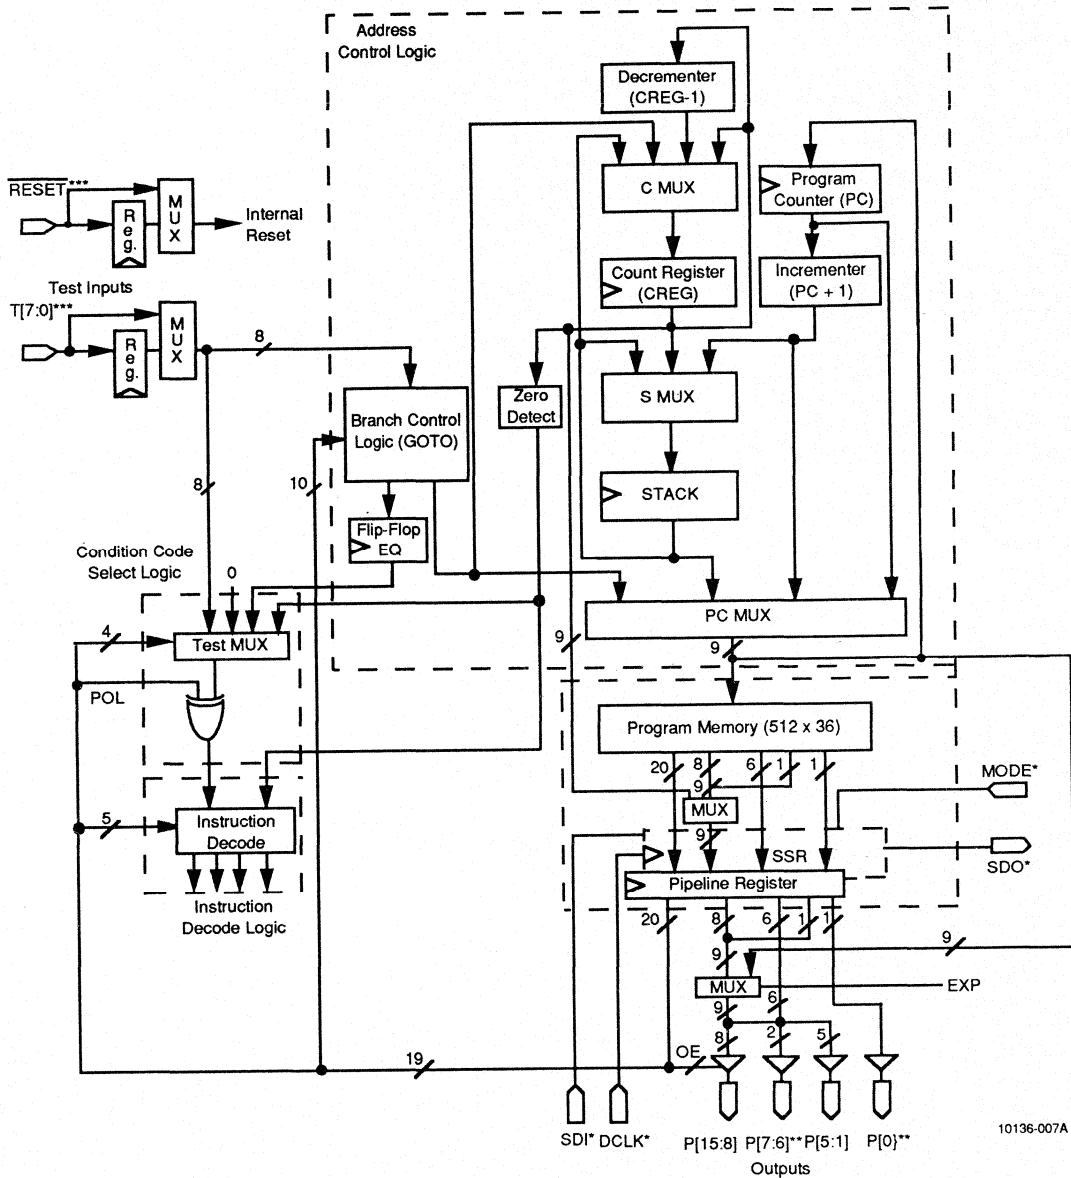 Address
Control Logic
Decrementer
(CREG-1)
C MUX
Program
Counter (PC)
RESET***
Reg.
MUX
Internal
Reset
Test Inputs
T[7:0]***
Reg.
MUX
8
Count Register
(CREG)
Incrementer
(PC + 1)
Zero
Detect
S MUX
Branch Control
Logic (GOTO)
8
10
STACK
Flip-Flop
EQ
Condition Code
Select Logic
0
4
Test MUX
PC MUX
9
9
POL
Program Memory (512 x 36)
20
8
6
1
1
9
MODE*
MUX
5
Instruction
Decode
9
SSR
SDO*
Pipeline Register
Instruction
Decode Logic
20
8
6
1
1
9
9
MUX
EXP
6
9
8
2
5
19
OE
SDI*
DCLK*
P[15:8]
P[7:6]**
P[5:1]
P[0}**
Outputs
10136-007A